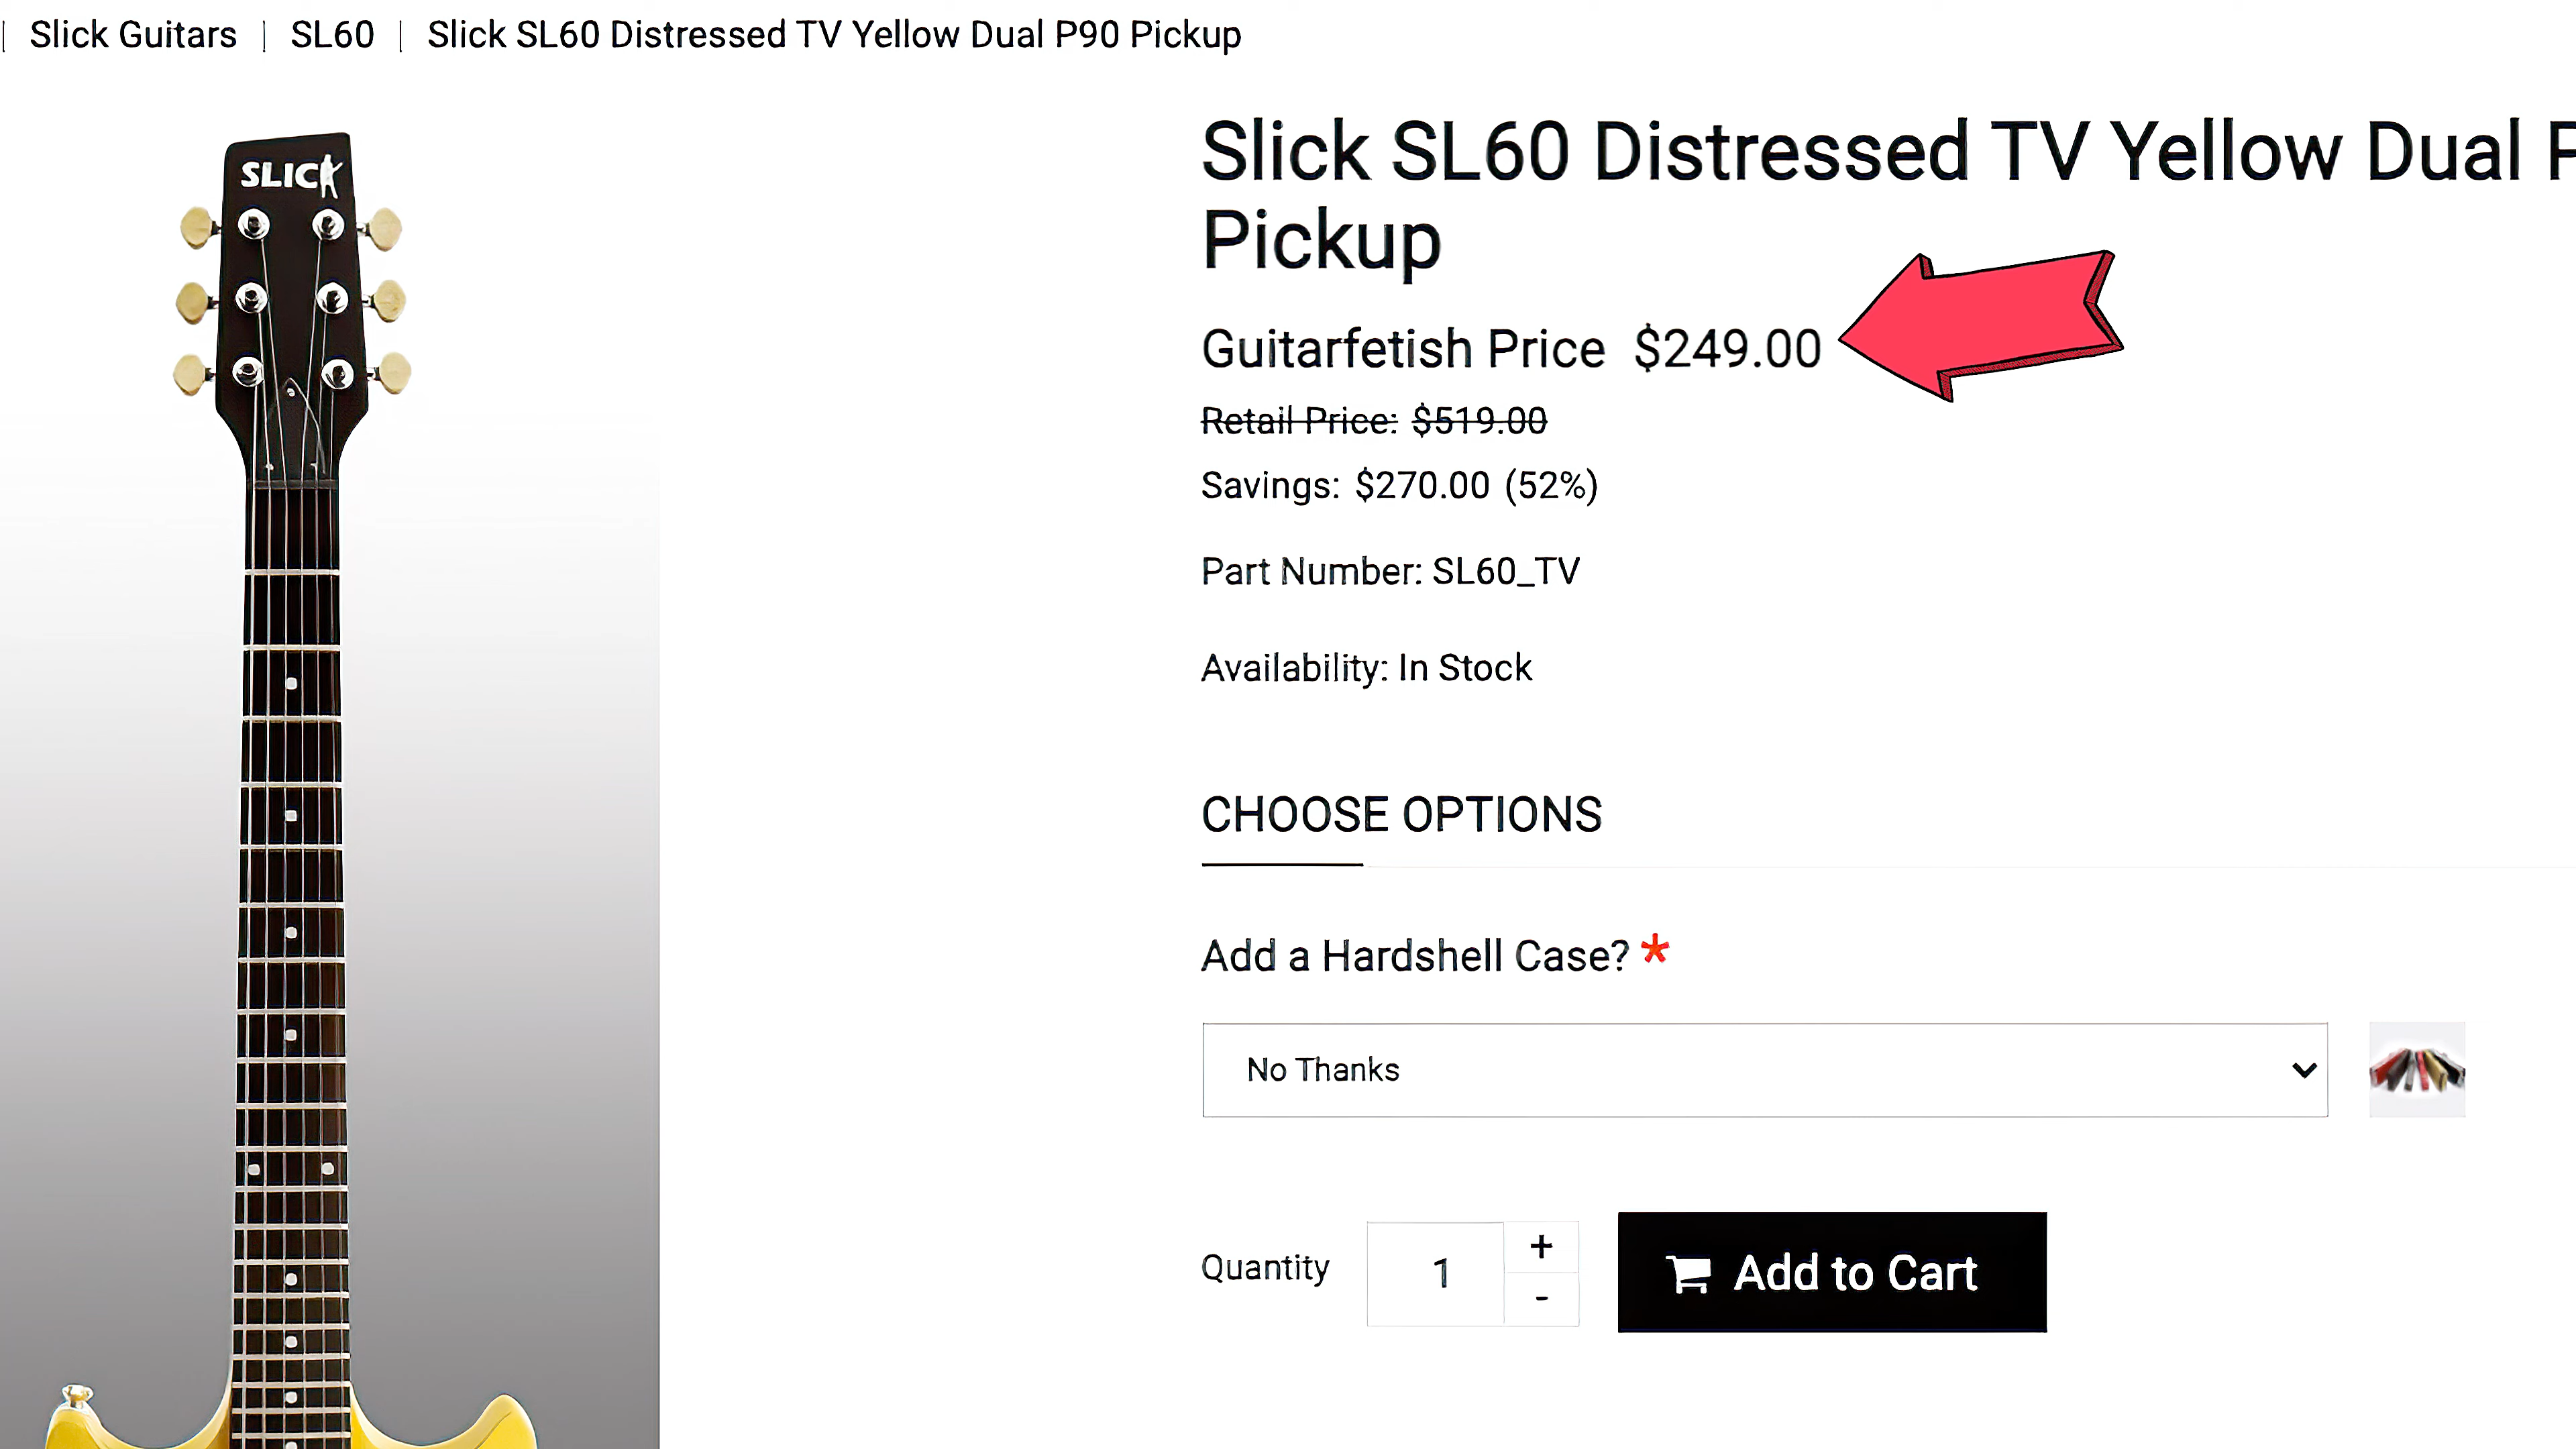 Slick Guitars | SL60 | Slick SL60 Distressed TV Yellow Dual P90 Pickup
SLICK
Slick SL60 Distressed TV Yellow Dual
Pickup
Guitarfetish Price $249.00
Retail Price: $519.00
Savings: $270.00 (52%)
Part Number: SL60_TV
Availability: In Stock
CHOOSE OPTIONS
Add a Hardshell Case? *
No Thanks
Quantity 1 + -
Add to Cart